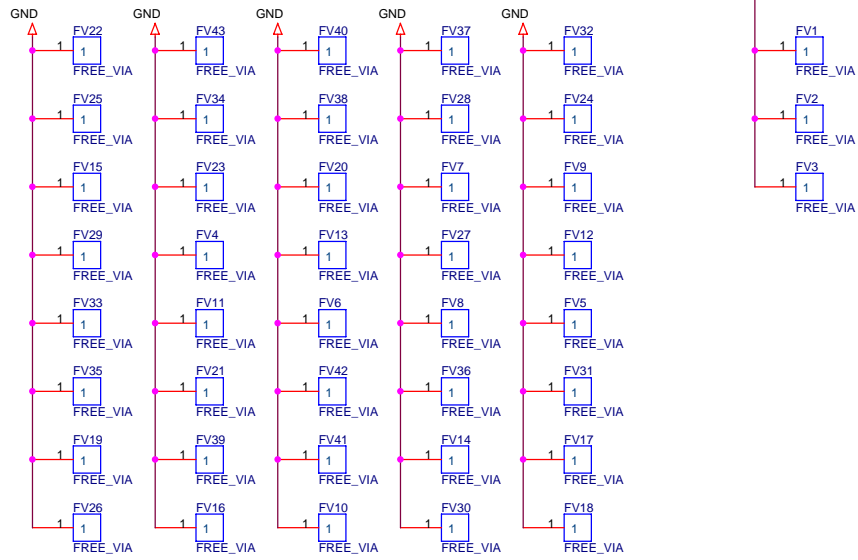 GND GND GND GND GND
FV22 FV43 FV40 FV37 FV32 FV1
1 1 1 1 1 1 1 1 1 1 1 1
FREE_VIA FREE_VIA FREE_VIA FREE_VIA FREE_VIA FREE_VIA
FV25 FV34 FV38 FV28 FV24 FV2
1 1 1 1 1 1 1 1 1 1 1 1
FREE_VIA FREE_VIA FREE_VIA FREE_VIA FREE_VIA FREE_VIA
FV15 FV23 FV20 FV7 FV9 FV3
1 1 1 1 1 1 1 1 1 1 1 1
FREE_VIA FREE_VIA FREE_VIA FREE_VIA FREE_VIA FREE_VIA
FV29 FV4 FV13 FV27 FV12
1 1 1 1 1 1 1 1 1 1
FREE_VIA FREE_VIA FREE_VIA FREE_VIA FREE_VIA
FV33 FV11 FV6 FV8 FV5
1 1 1 1 1 1 1 1 1 1
FREE_VIA FREE_VIA FREE_VIA FREE_VIA FREE_VIA
FV35 FV21 FV42 FV36 FV31
1 1 1 1 1 1 1 1 1 1
FREE_VIA FREE_VIA FREE_VIA FREE_VIA FREE_VIA
FV19 FV39 FV41 FV14 FV17
1 1 1 1 1 1 1 1 1 1
FREE_VIA FREE_VIA FREE_VIA FREE_VIA FREE_VIA
FV26 FV16 FV10 FV30 FV18
1 1 1 1 1 1 1 1 1 1
FREE_VIA FREE_VIA FREE_VIA FREE_VIA FREE_VIA